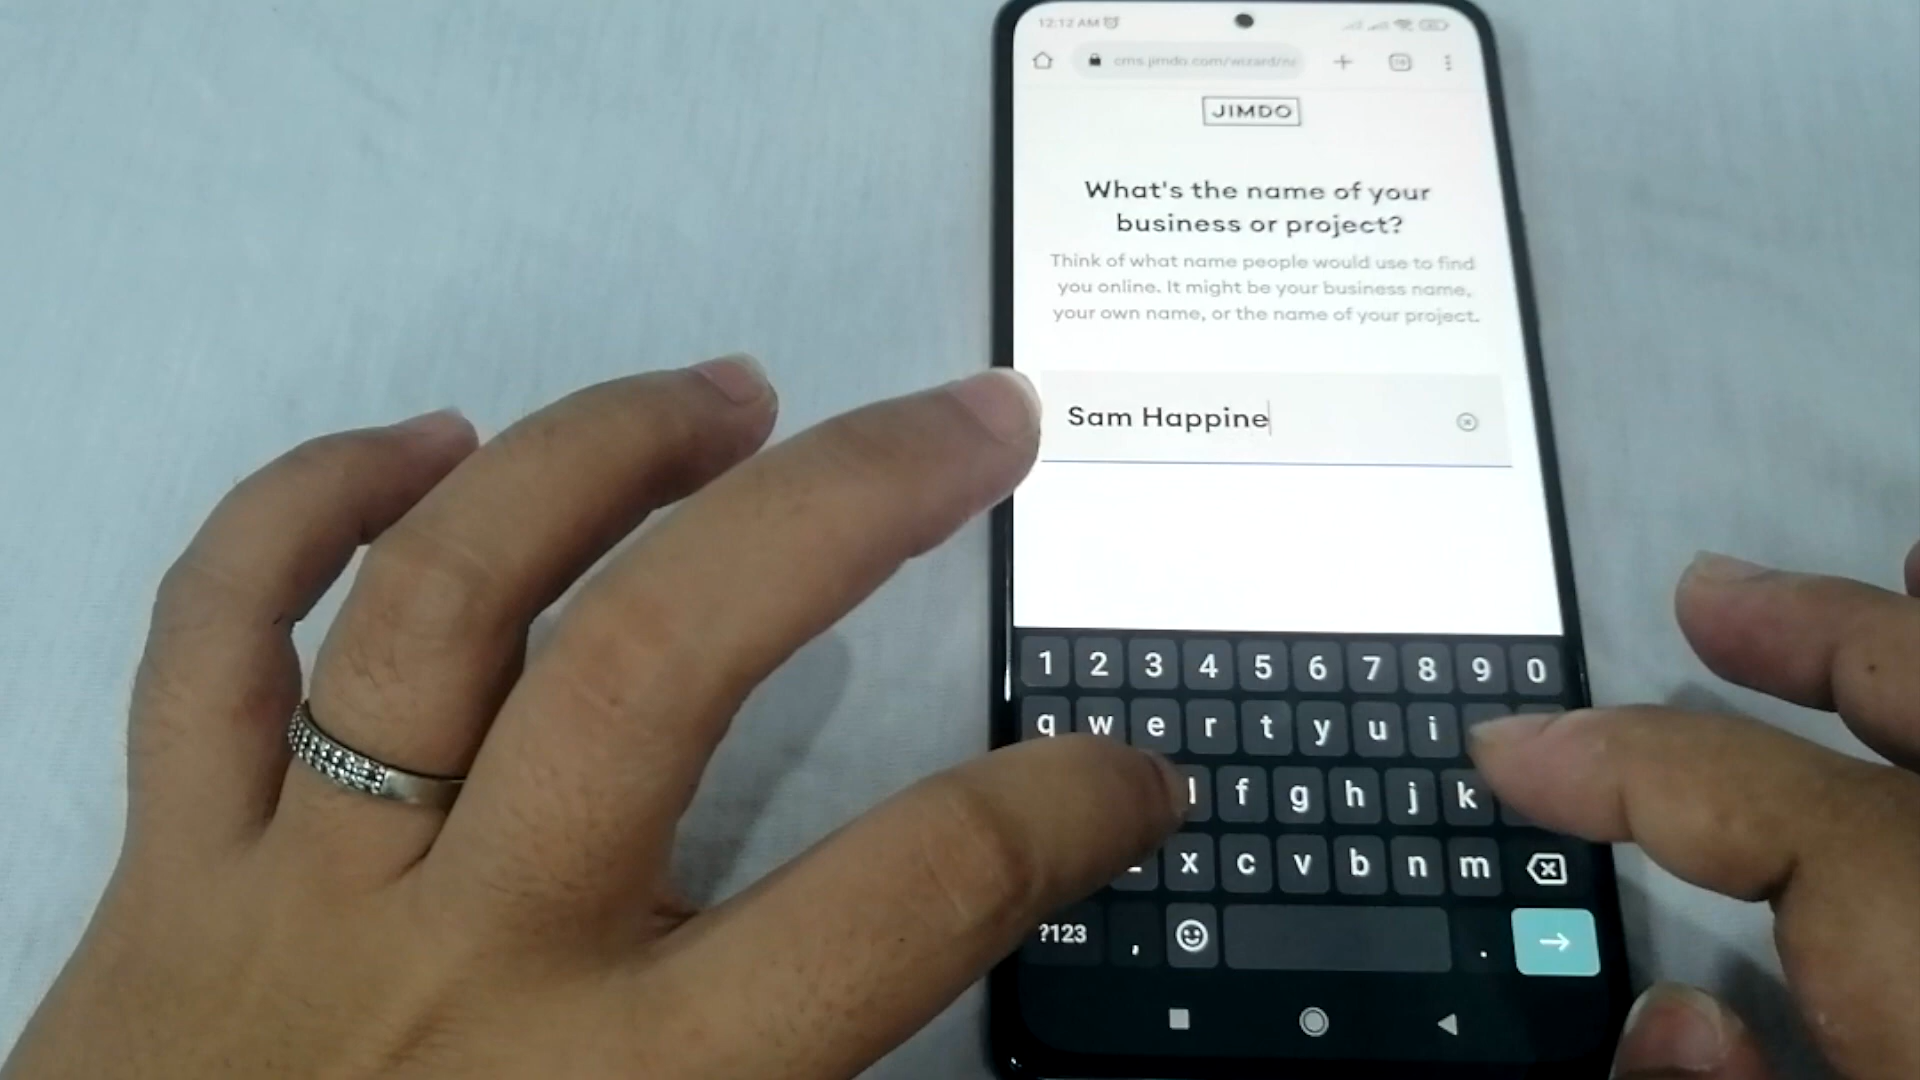 12:12 AM
cms.jimdo.com/wizard/
JIMDO
What's the name of your
business or project?
Think of what name people would use to find
you online. It might be your business name,
your own name, or the name of your project.
Sam Happine
1 2 3 4 5 6 7 8 9 0
q w e r t y u i
f g h j k
x c v b n m
?123 , .